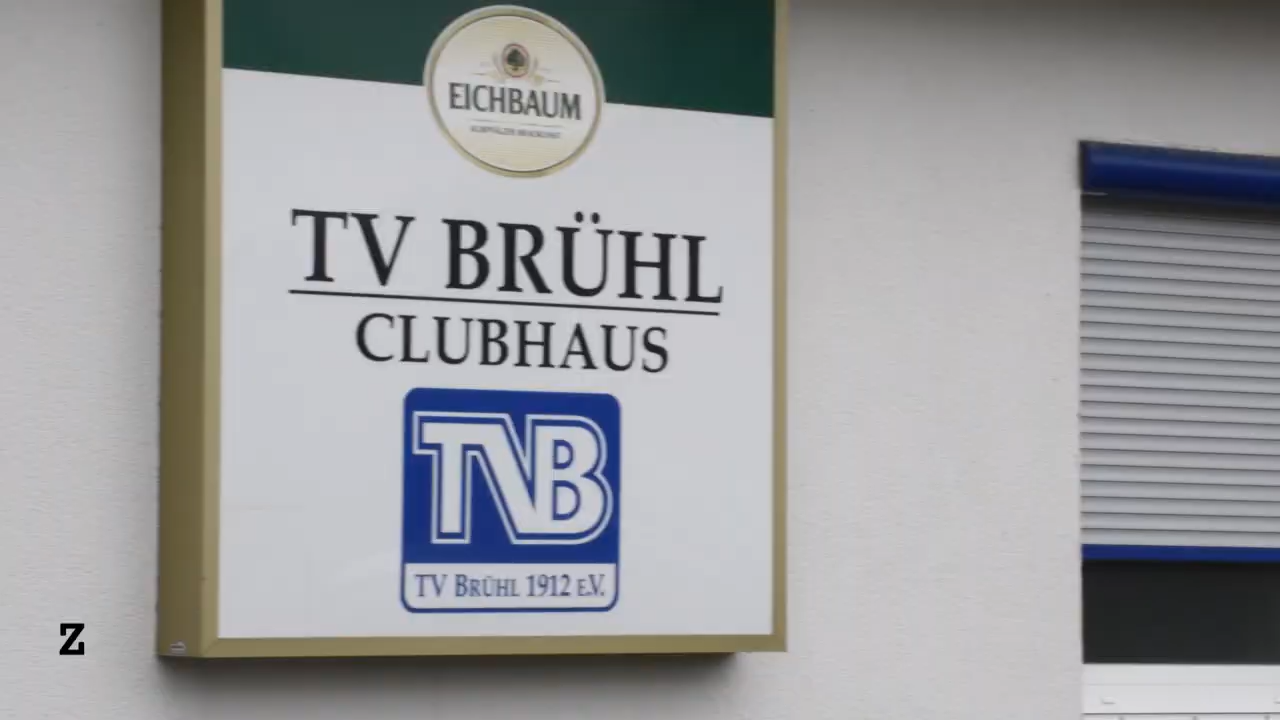 EICHBAUM
TV BRÜHL
CLUBHAUS
TVB
TV BRÜHL 1912 E.V.
Z